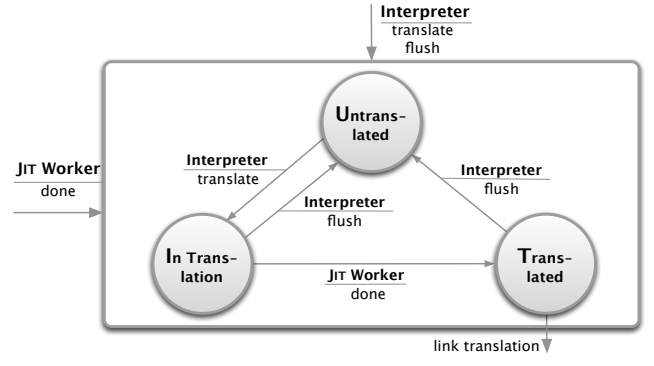 Interpreter
translate
flush
Untrans-
lated
JIT Worker
done
Interpreter
translate
Interpreter
flush
Interpreter
flush
In Trans-
lation
JIT Worker
done
Trans-
lated
link translation